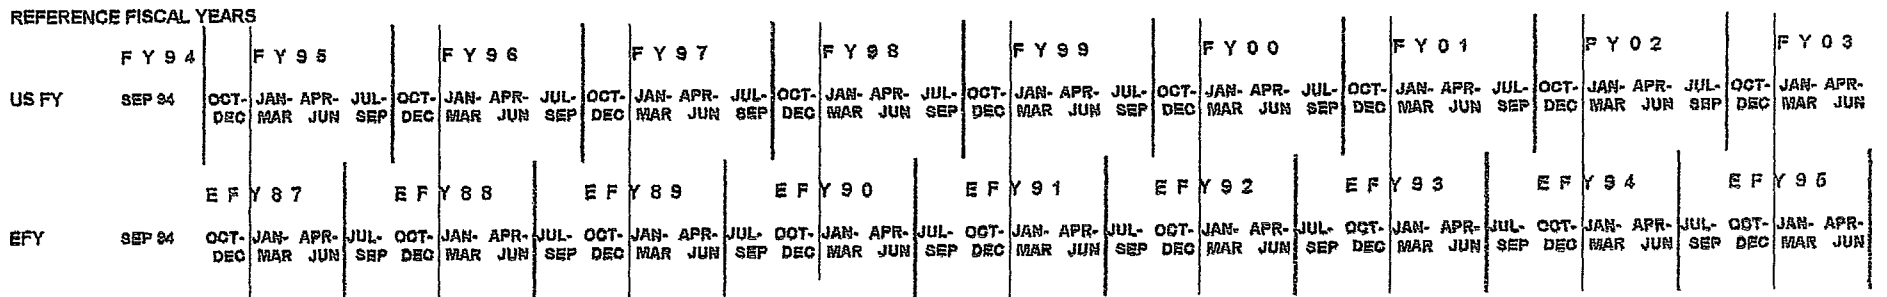 REFERENCE FISCAL YEARS
FY94 FY95 FY96 FY97 FY98 FY99 FY00 FY01 FY02 FY03
US FY SEP 94 OCT- JAN- APR- JUL- OCT- JAN- APR- JUL- OCT- JAN- APR- JUL- OCT- JAN- APR- JUL- OCT- JAN- APR- JUL- OCT- JAN- APR- JUL- OCT- JAN- APR- JUL- OCT- JAN- APR- JUL- OCT- JAN- APR-
DEC MAR JUN SEP DEC MAR JUN SEP DEC MAR JUN SEP DEC MAR JUN SEP DEC MAR JUN SEP DEC MAR JUN SEP DEC MAR JUN SEP DEC MAR JUN SEP DEC MAR JUN
EFY87 EFY88 EFY89 EFY90 EFY91 EFY92 EFY93 EFY94 EFY95
EFY SEP 94 OCT- JAN- APR- JUL- OCT- JAN- APR- JUL- OCT- JAN- APR- JUL- OCT- JAN- APR- JUL- OCT- JAN- APR- JUL- OCT- JAN- APR- JUL- OCT- JAN- APR- JUL- OCT- JAN- APR- JUL- OCT- JAN- APR-
DEC MAR JUN SEP DEC MAR JUN SEP DEC MAR JUN SEP DEC MAR JUN SEP DEC MAR JUN SEP DEC MAR JUN SEP DEC MAR JUN SEP DEC MAR JUN SEP DEC MAR JUN